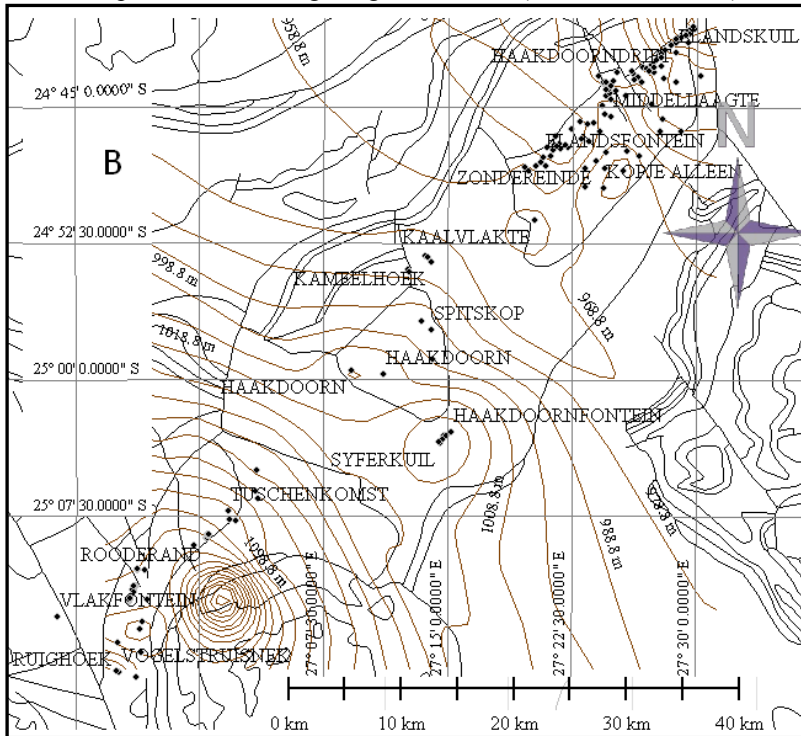 958.8 m
ELANDSKUIL
HAAKDOORNDRIFT
24° 45' 0.0000" S
MIDDELLAAGTE
N
B
ELANDSFONTEIN
ZONDEREINDE
KOPJE ALLEEN
24° 52' 30.0000" S
KAALVLAKTE
998.8 m
KAMEELHOEK
968.8 m
SPITSKOP
1018.8 m
HAAKDOORN
25° 00' 0.0000" S
HAAKDOORN
HAAKDOORNFONTEIN
SYFERKUIL
1008.8 m
978.8 m
TUSCHENKOMST
25° 07' 30.0000" S
988.8 m
ROODERAND
1098.8 m
VLAKFONTEIN
27° 07' 30.0000" E
27° 15' 0.0000" E
27° 22' 30.0000" E
27° 30' 0.0000" E
RUIGHOEK
VOGELSTRUISNEK
0 km
10 km
20 km
30 km
40 km